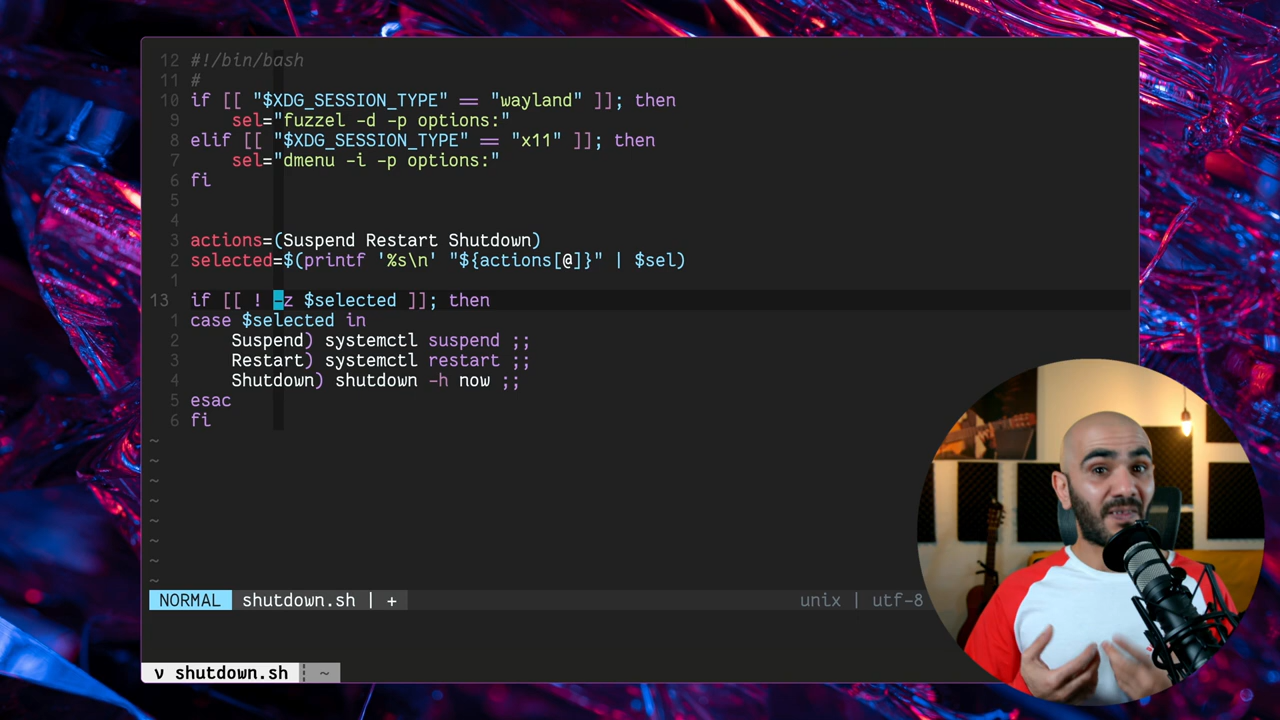 12 #!/bin/bash
11 #
10 if [[ "$XDG_SESSION_TYPE" == "wayland" ]]; then
9     sel="fuzzel -d -p options:"
8 elif [[ "$XDG_SESSION_TYPE" == "x11" ]]; then
7     sel="dmenu -i -p options:"
6 fi
5
4
3 actions=(Suspend Restart Shutdown)
2 selected=$(printf '%s\n' "${actions[@]}" | $sel)
1
13 if [[ ! -z $selected ]]; then
1 case $selected in
2     Suspend) systemctl suspend ;;
3     Restart) systemctl restart ;;
4     Shutdown) shutdown -h now ;;
5 esac
6 fi
~
~
~
~
~
~
~
~
NORMAL shutdown.sh | + unix | utf-8
ν shutdown.sh ¦ ~